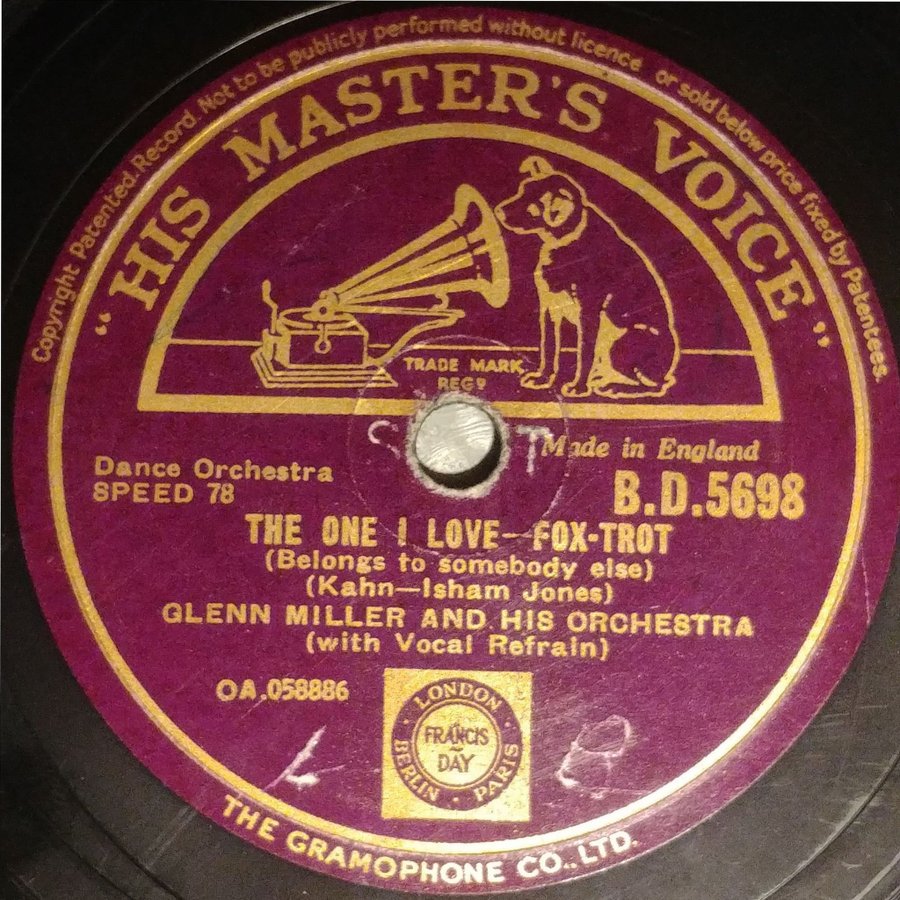 Copyright Patented. Record. Not to be publicly performed without licence or sold below price fixed by Patentees.
"HIS MASTER'S VOICE"
TRADE MARK
REGD
Made in England
Dance Orchestra
SPEED 78
B.D.5698
THE ONE I LOVE—FOX-TROT
(Belongs to somebody else)
(Kahn—Isham Jones)
GLENN MILLER AND HIS ORCHESTRA
(with Vocal Refrain)
OA.058886
LONDON
FRANCIS
DAY
BERLIN · PARIS
THE GRAMOPHONE CO., LTD.